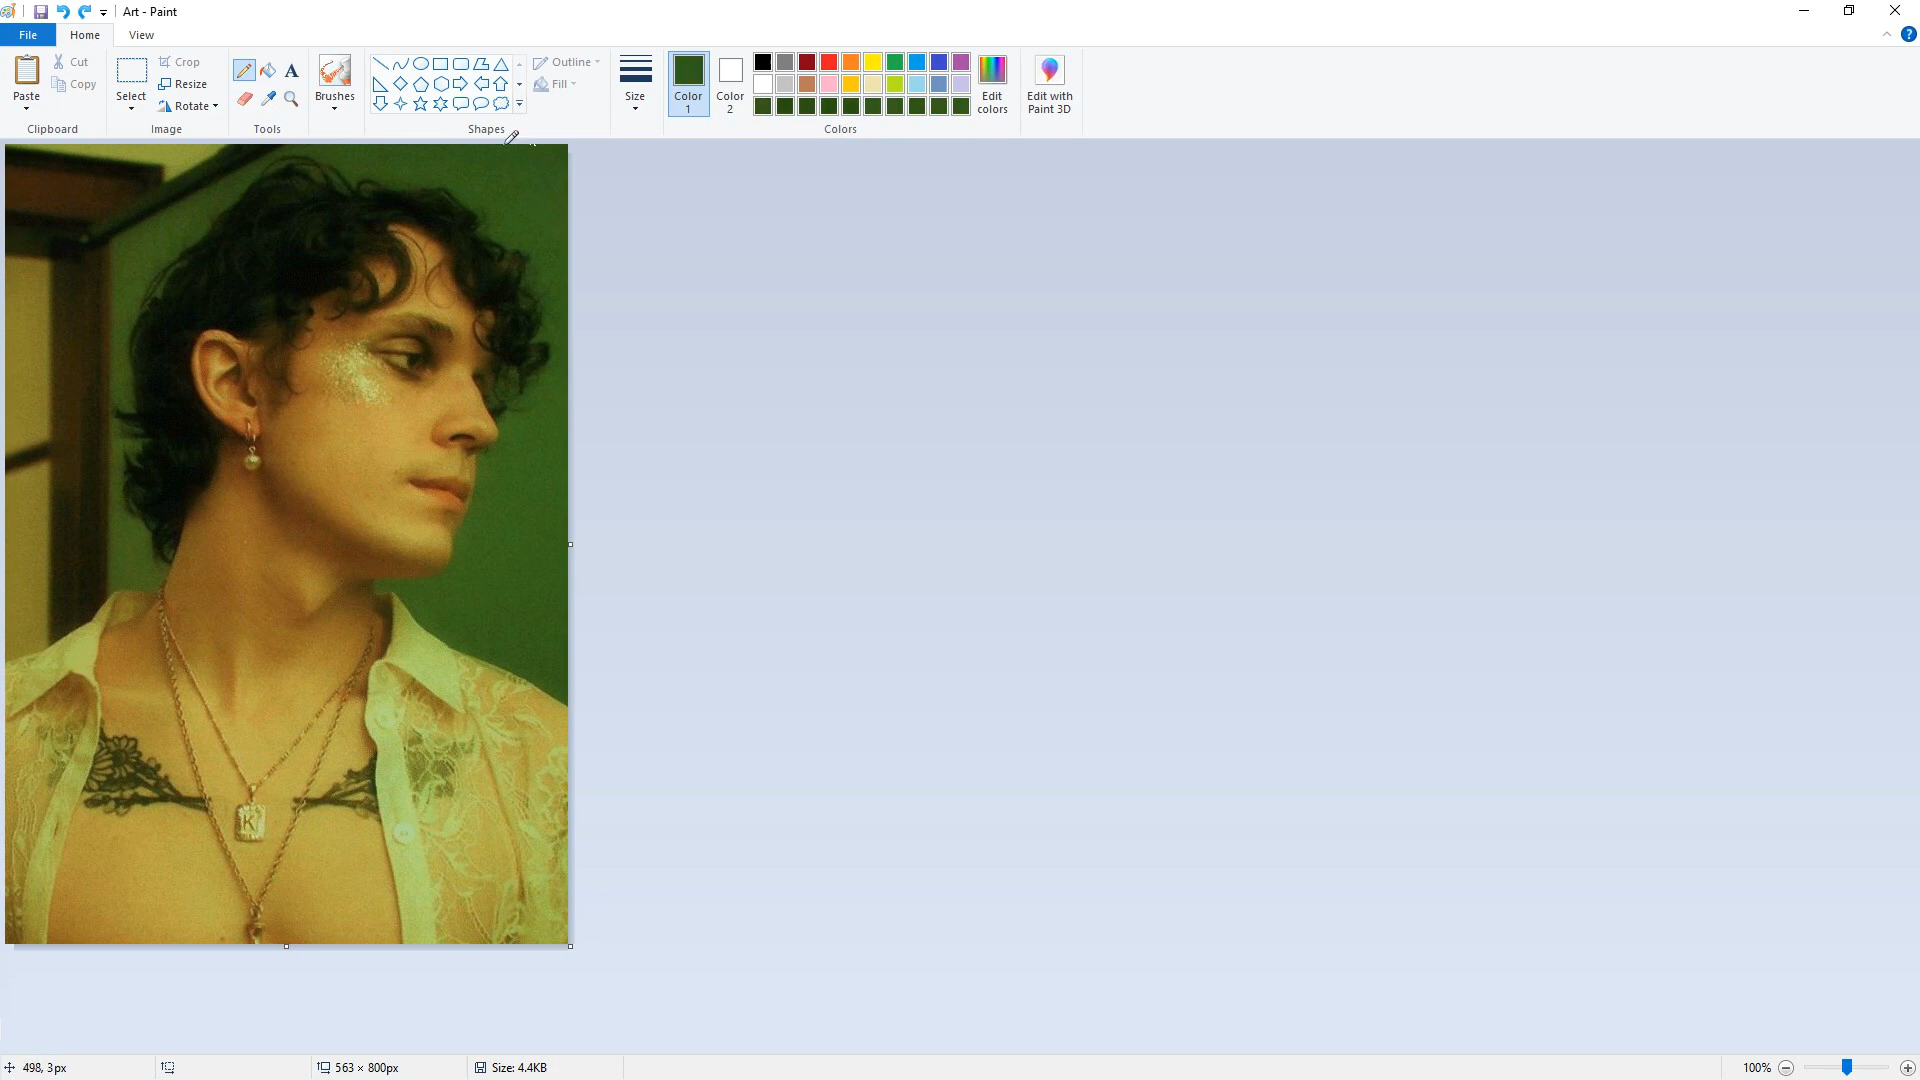 Art - Paint
File Home View
Paste
Cut
Copy
Clipboard
Select
Crop
Resize
Rotate
Image
A
Tools
Brushes
Shapes
Outline
Fill
Size
Color 1
Color 2
Colors
Edit colors
Edit with Paint 3D
?
K
498, 3px
563 × 800px
Size: 4.4KB
100%